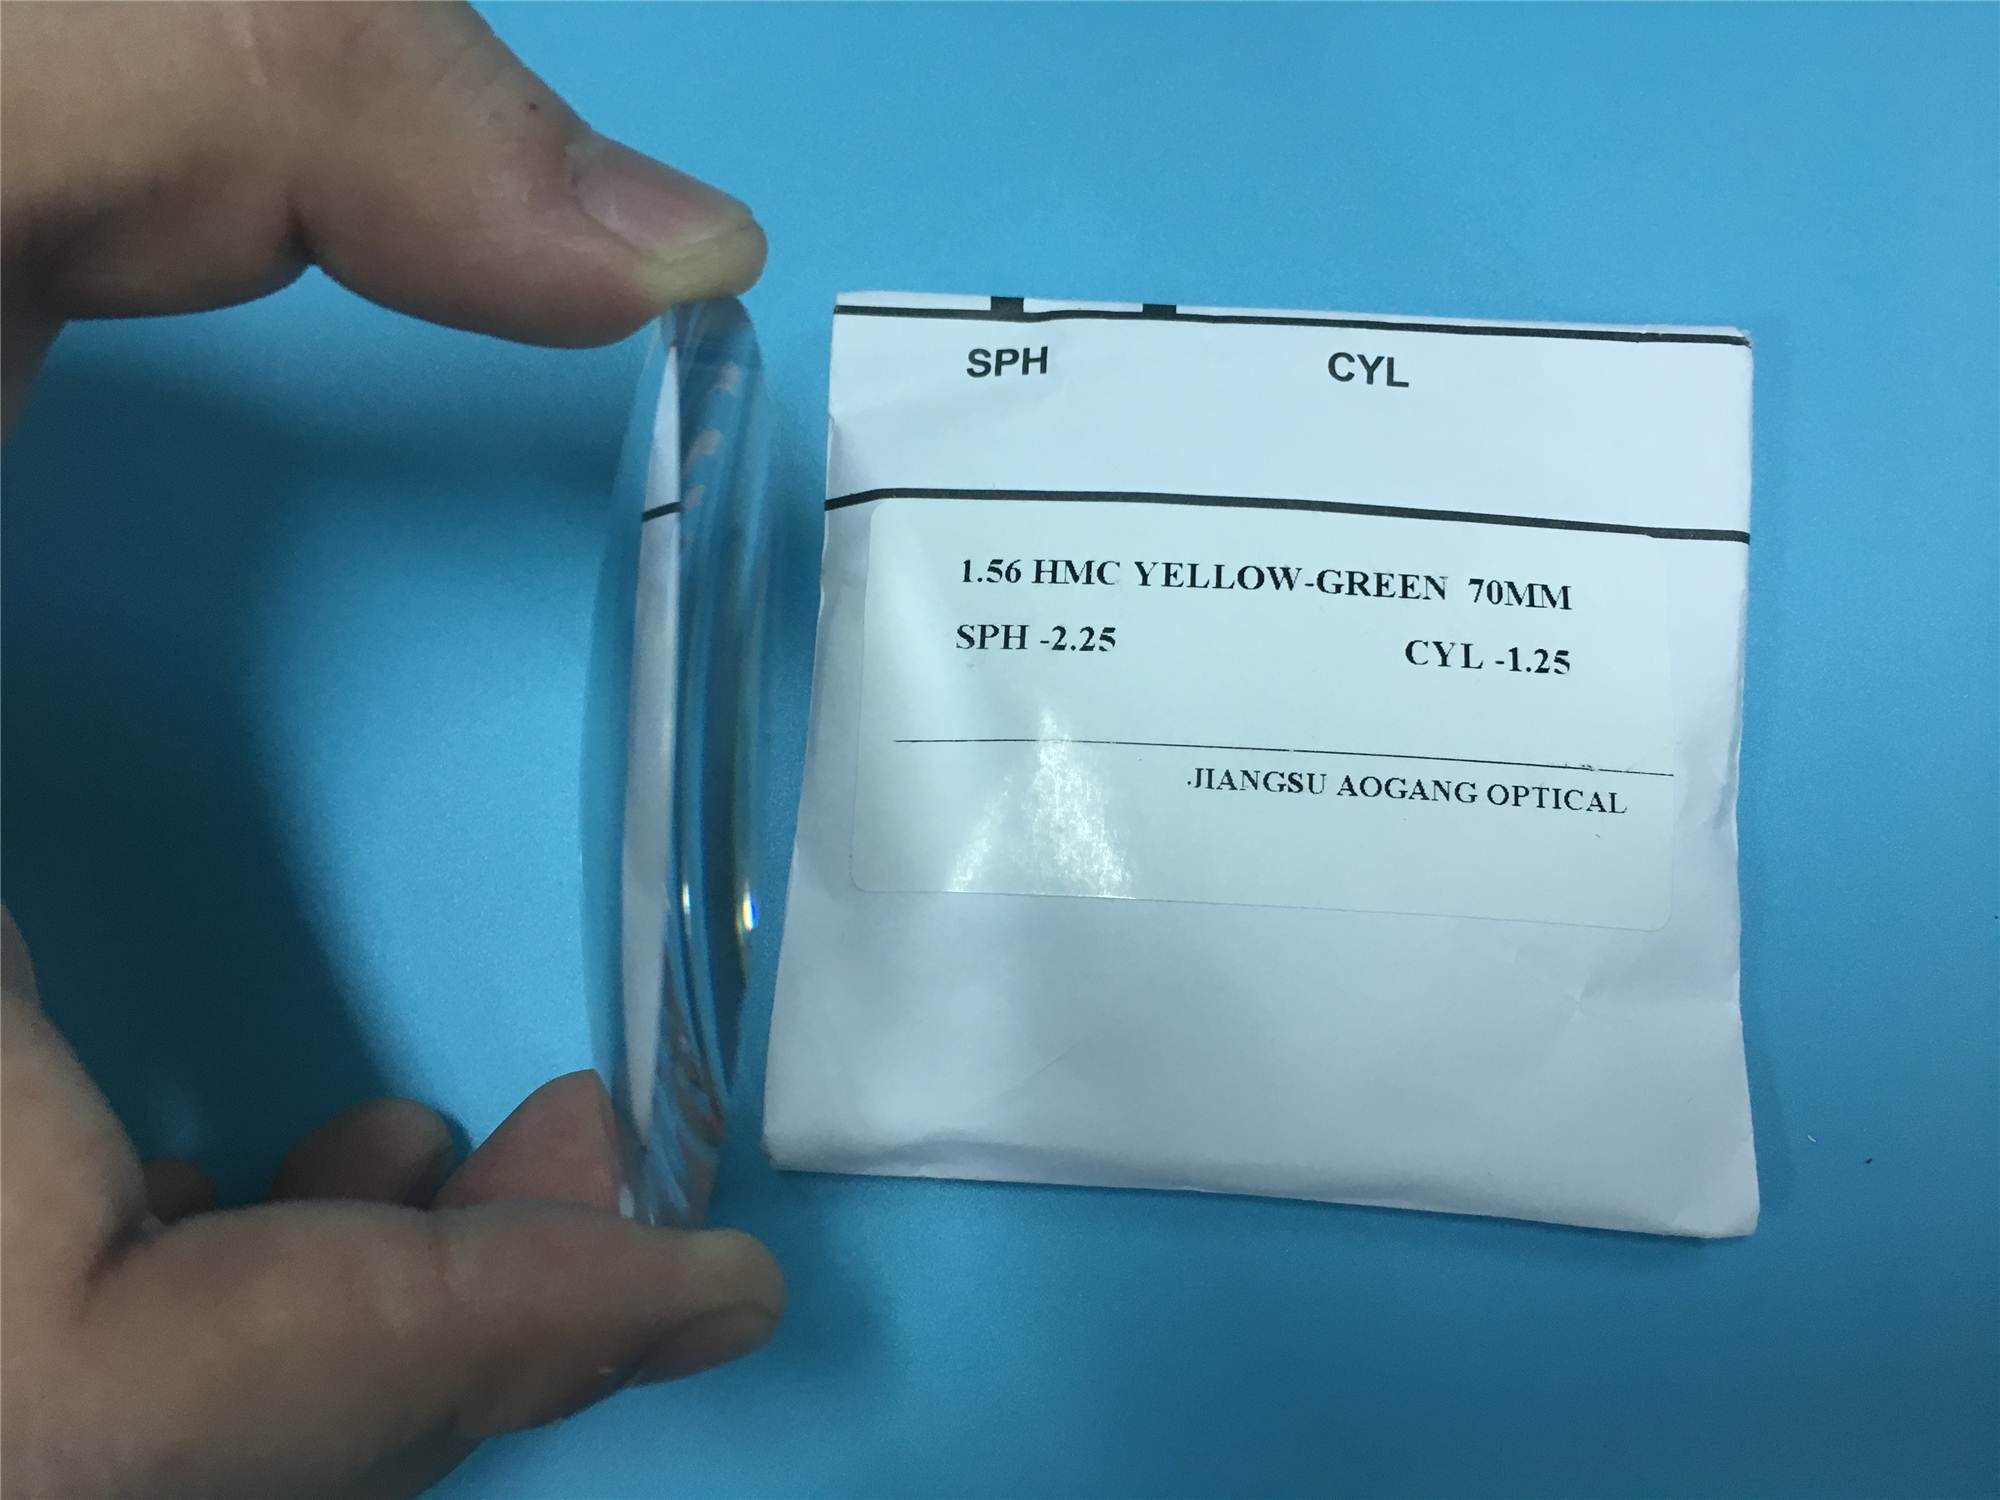 SPH CYL
1.56 HMC YELLOW-GREEN 70MM
SPH -2.25 CYL -1.25
JIANGSU AOGANG OPTICAL